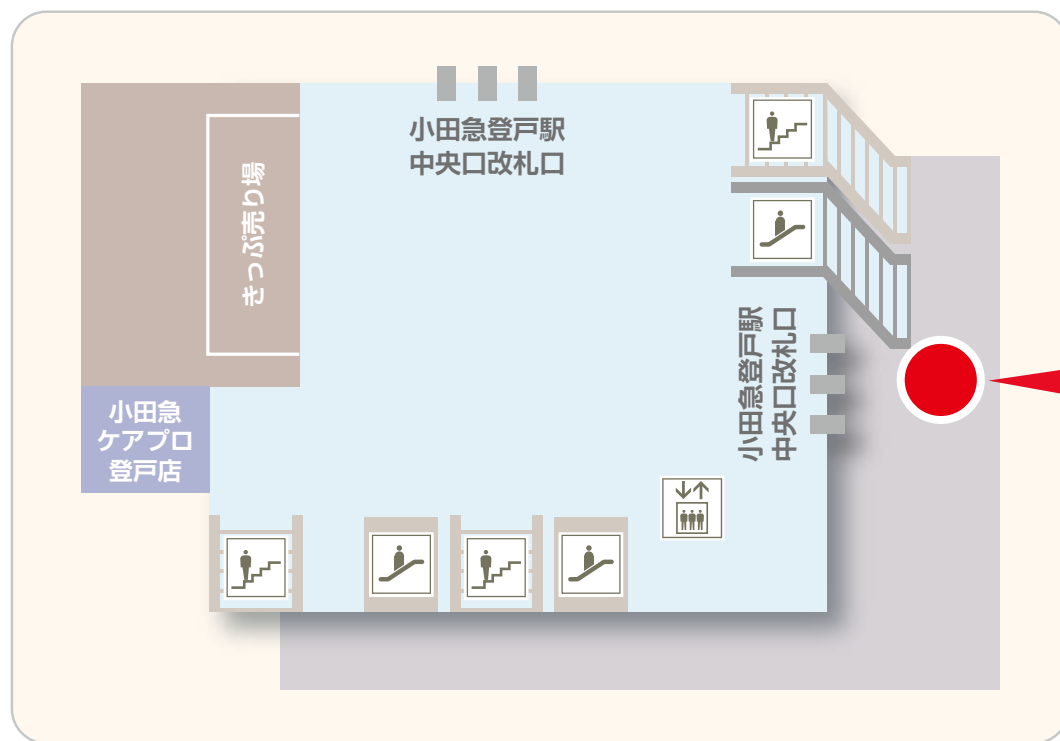 小田急登戸駅
中央口改札口
きっぷ売り場
小田急登戸駅
中央口改札口
小田急
ケアプロ
登戸店